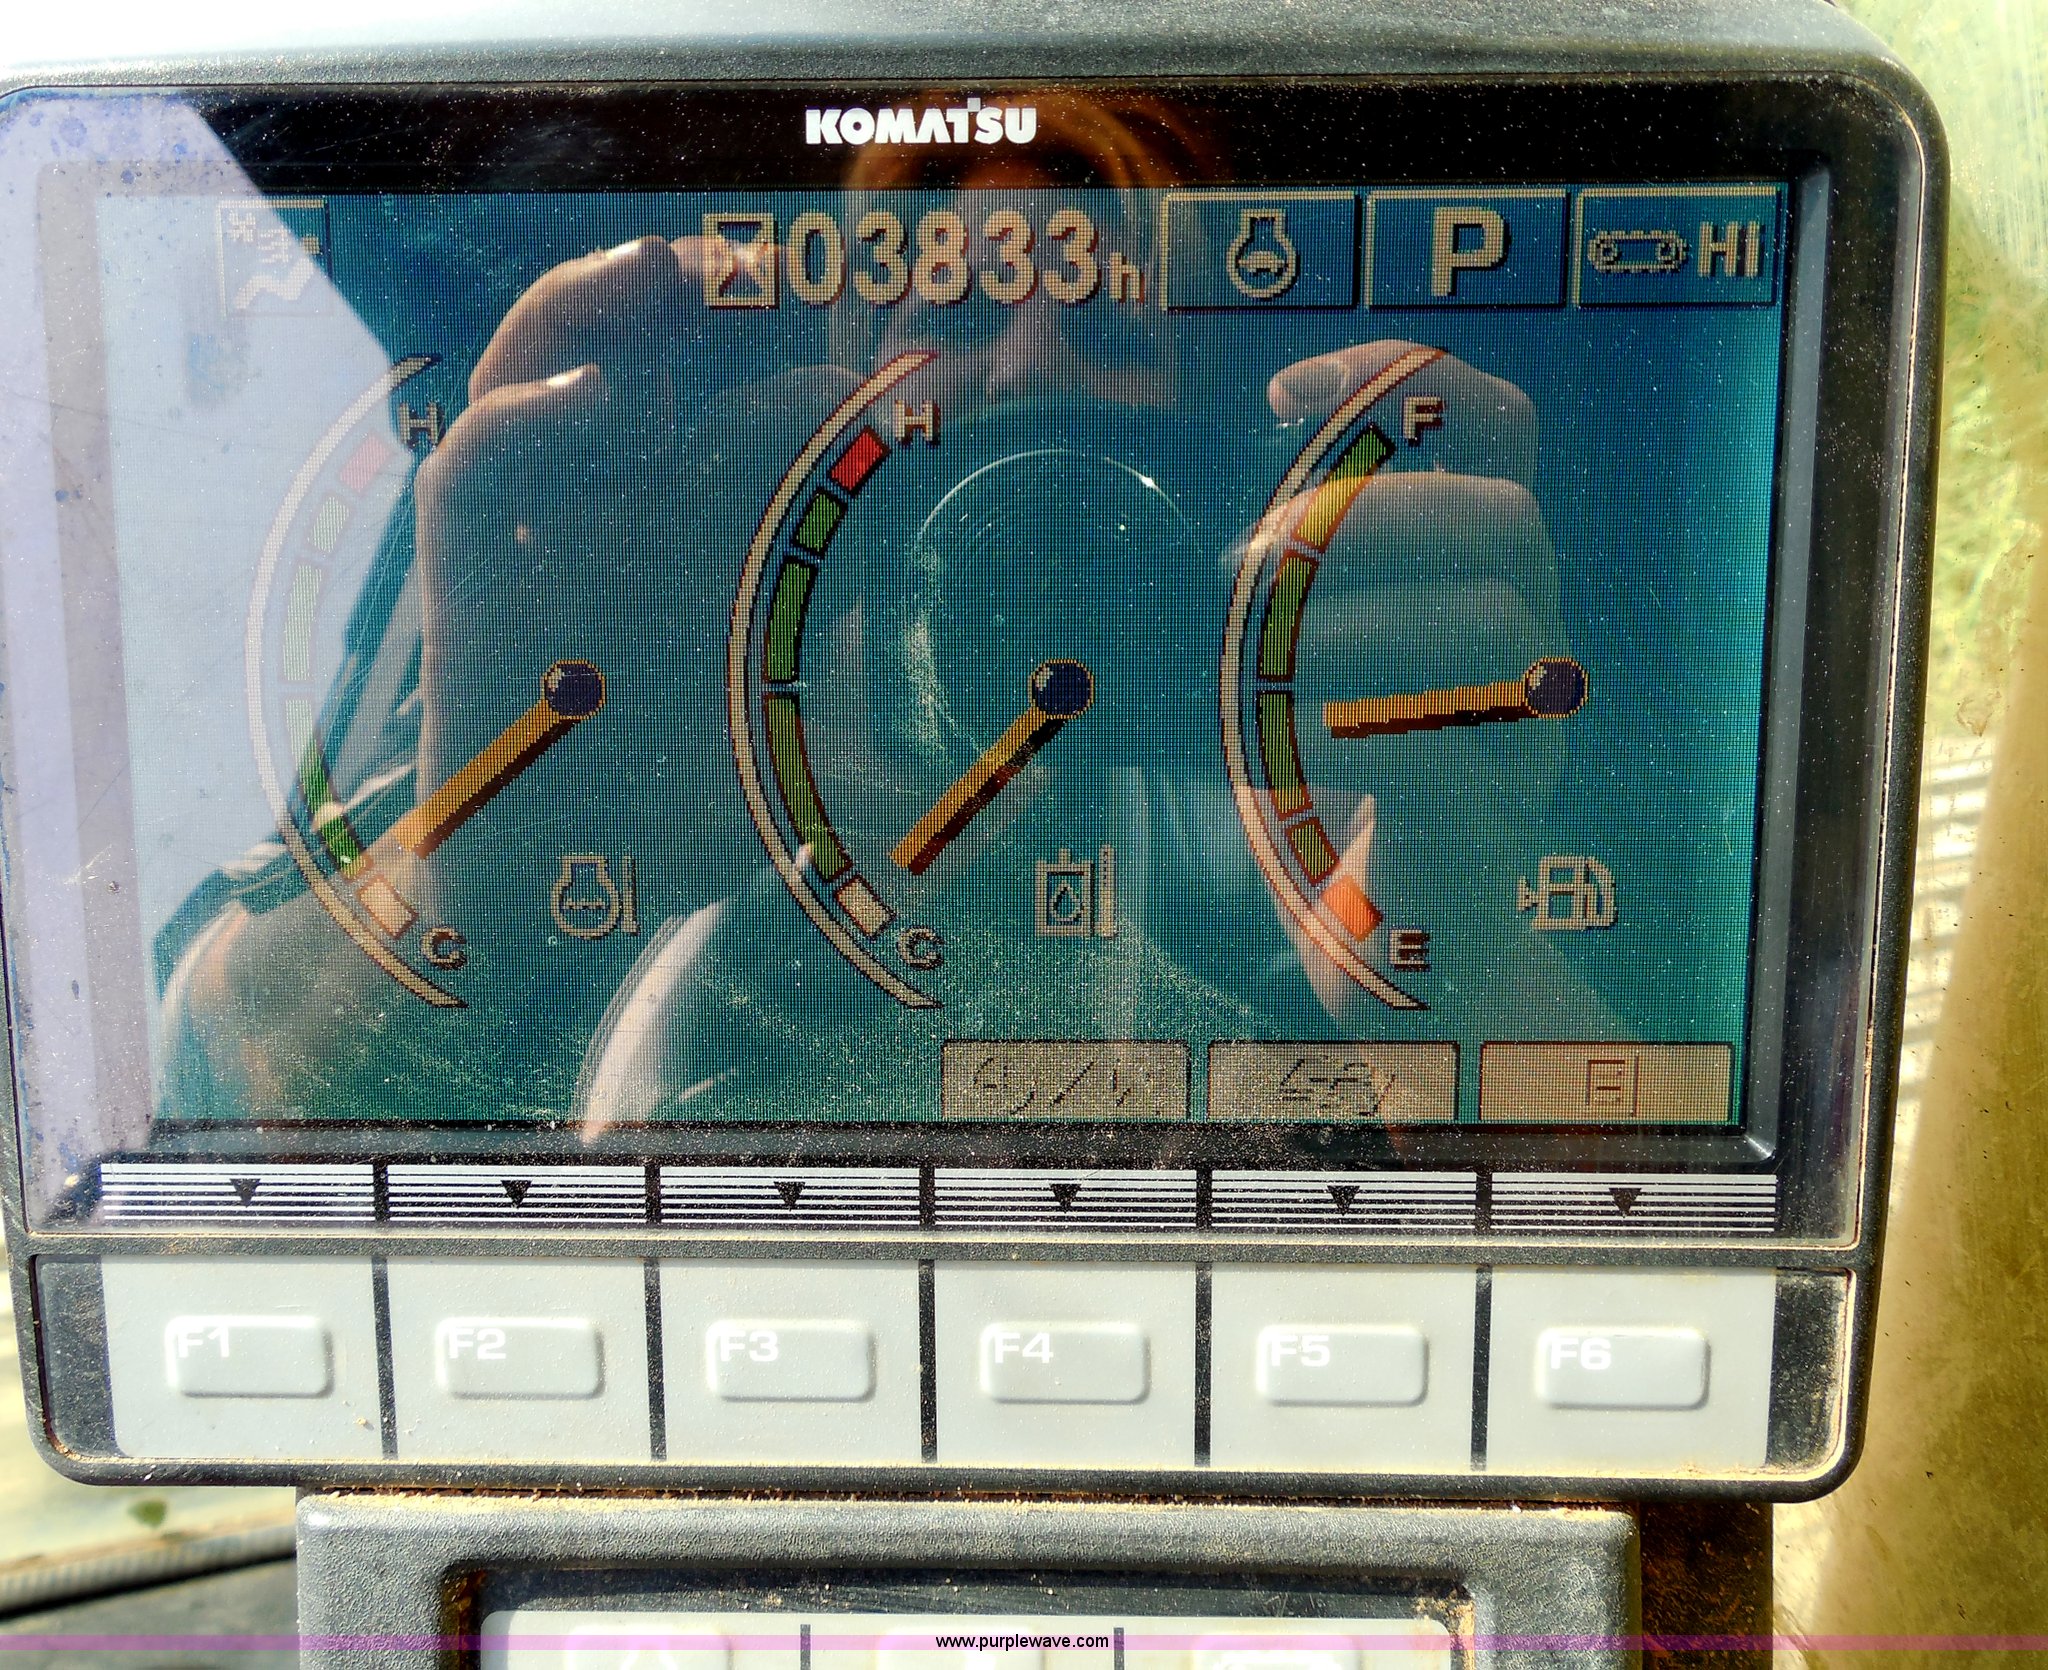 KOMATSU
03833h
P
HI
H
H
F
C
C
E
F1
F2
F3
F4
F5
F6
www.purplewave.com